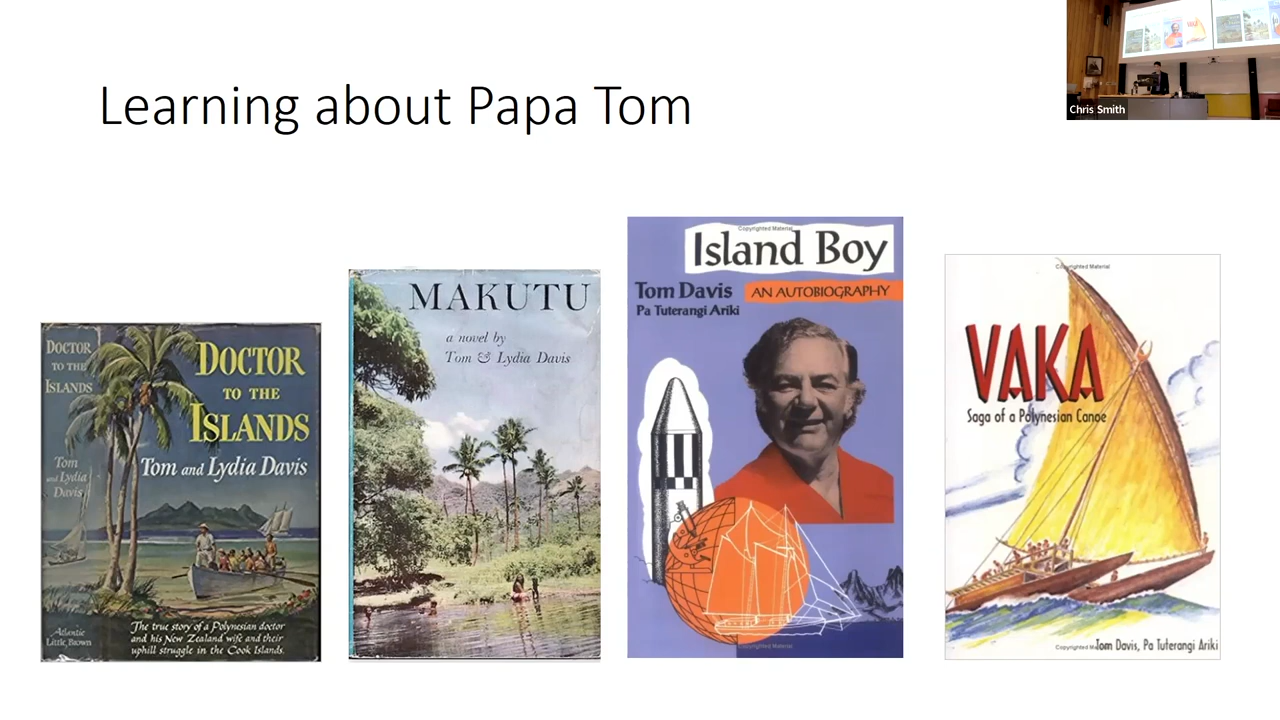 Learning about Papa Tom
Chris Smith
DOCTOR
TO THE
ISLANDS
Tom
and Lydia
Davis
Atlantic
Little, Brown
DOCTOR
TO THE
ISLANDS
Tom and Lydia Davis
The true story of a Polynesian doctor
and his New Zealand wife and their
uphill struggle in the Cook Islands.
MAKUTU
a novel by
Tom & Lydia Davis
Copyrighted Material
Island Boy
Tom Davis
AN AUTOBIOGRAPHY
Pa Tuterangi Ariki
Copyrighted Material
Copyrighted Material
VAKA
Saga of a Polynesian Canoe
Copyrighted M
Tom Davis, Pa Tuterangi Ariki